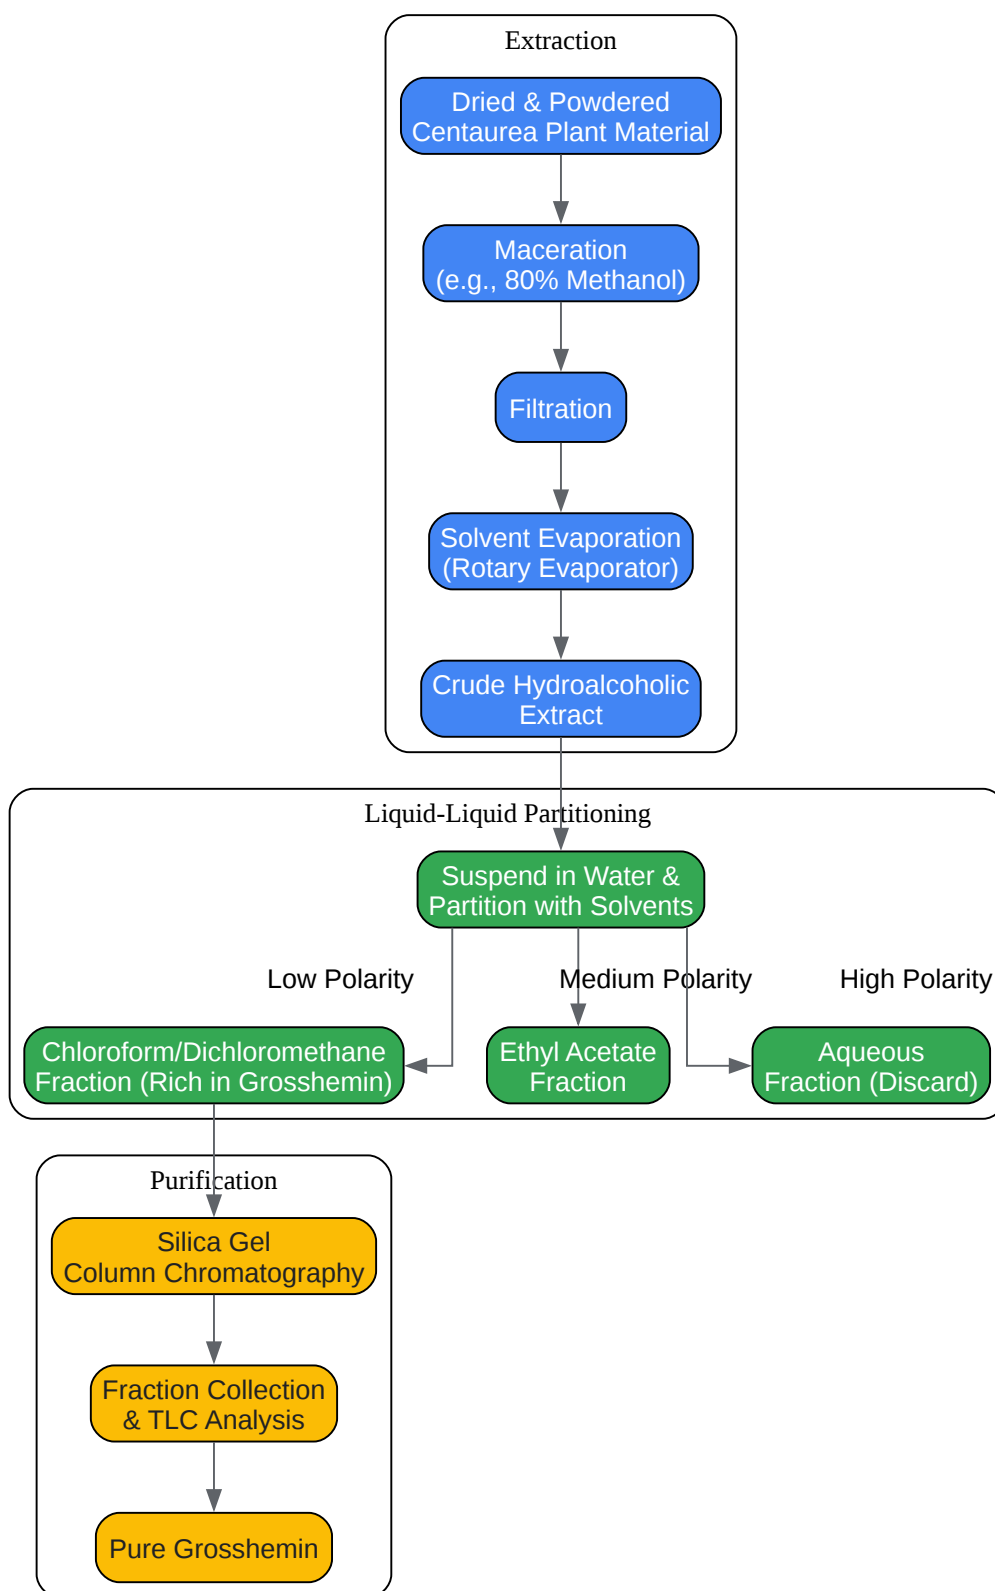 Extraction
Dried & Powdered
Centaurea Plant Material
Maceration
(e.g., 80% Methanol)
Filtration
Solvent Evaporation
(Rotary Evaporator)
Crude Hydroalcoholic
Extract
Liquid-Liquid Partitioning
Suspend in Water &
Partition with Solvents
Low Polarity
Medium Polarity
High Polarity
Chloroform/Dichloromethane
Fraction (Rich in Grosshemin)
Ethyl Acetate
Fraction
Aqueous
Fraction (Discard)
Purification
Silica Gel
Column Chromatography
Fraction Collection
& TLC Analysis
Pure Grosshemin